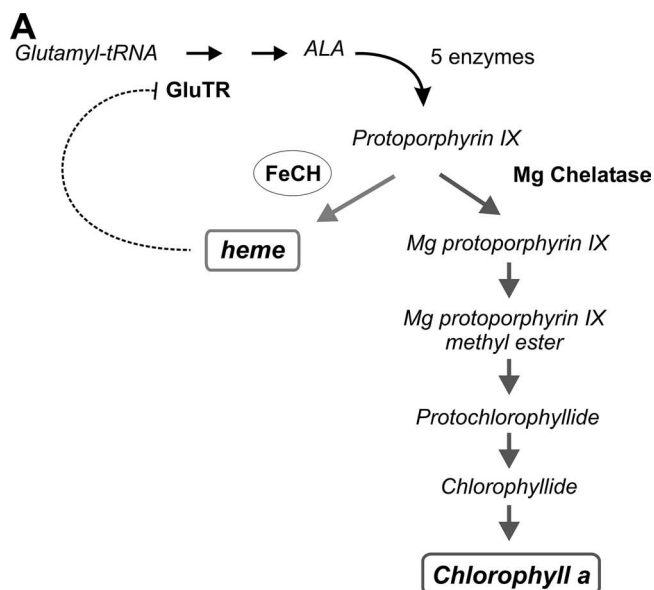 A
Glutamyl-tRNA
ALA
5 enzymes
GluTR
Protoporphyrin IX
FeCH
Mg Chelatase
heme
Mg protoporphyrin IX
Mg protoporphyrin IX
methyl ester
Protochlorophyllide
Chlorophyllide
Chlorophyll a